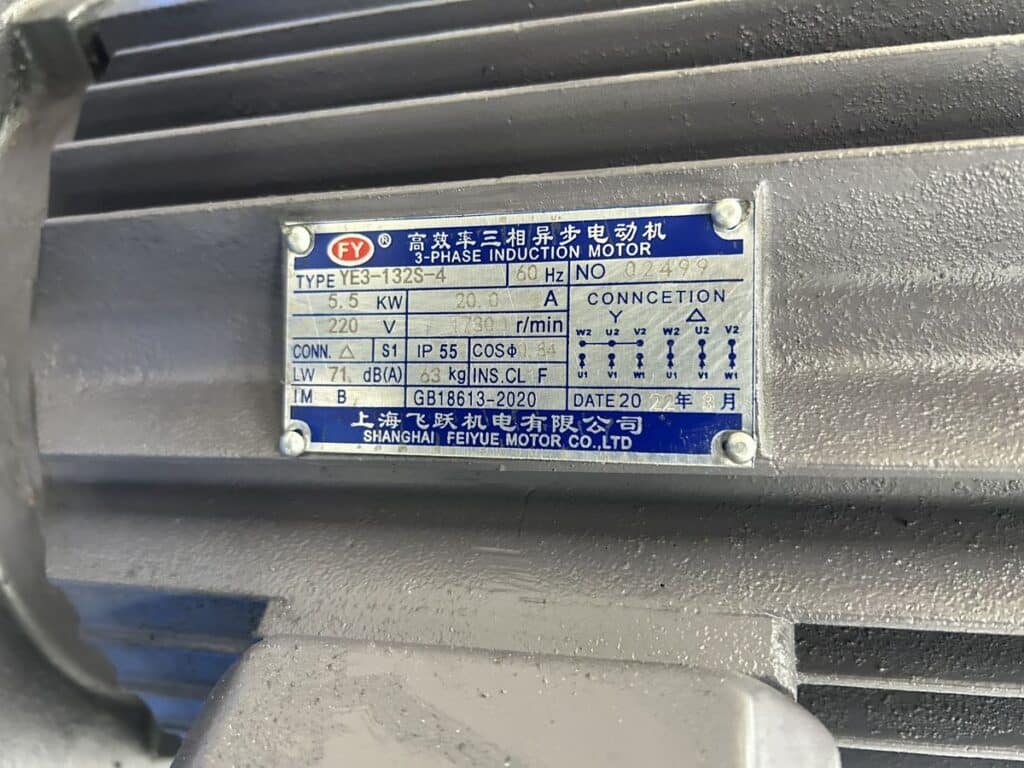 FY ® 高效率三相异步电动机
3-PHASE INDUCTION MOTOR
TYPE YE3-132S-4 60 Hz NO 02499
5.5 KW 20.0 A CONNCETION
220 V 1730 r/min Y △
W2 U2 V2 W2 U2 V2
CONN. △ S1 IP 55 COSΦ 0.84
U1 V1 W1 U1 V1 W1
LW 71 dB(A) 63 kg INS.CL F
IM B GB18613-2020 DATE 20 22年 8月
上海飞跃机电有限公司
SHANGHAI FEIYUE MOTOR CO.,LTD